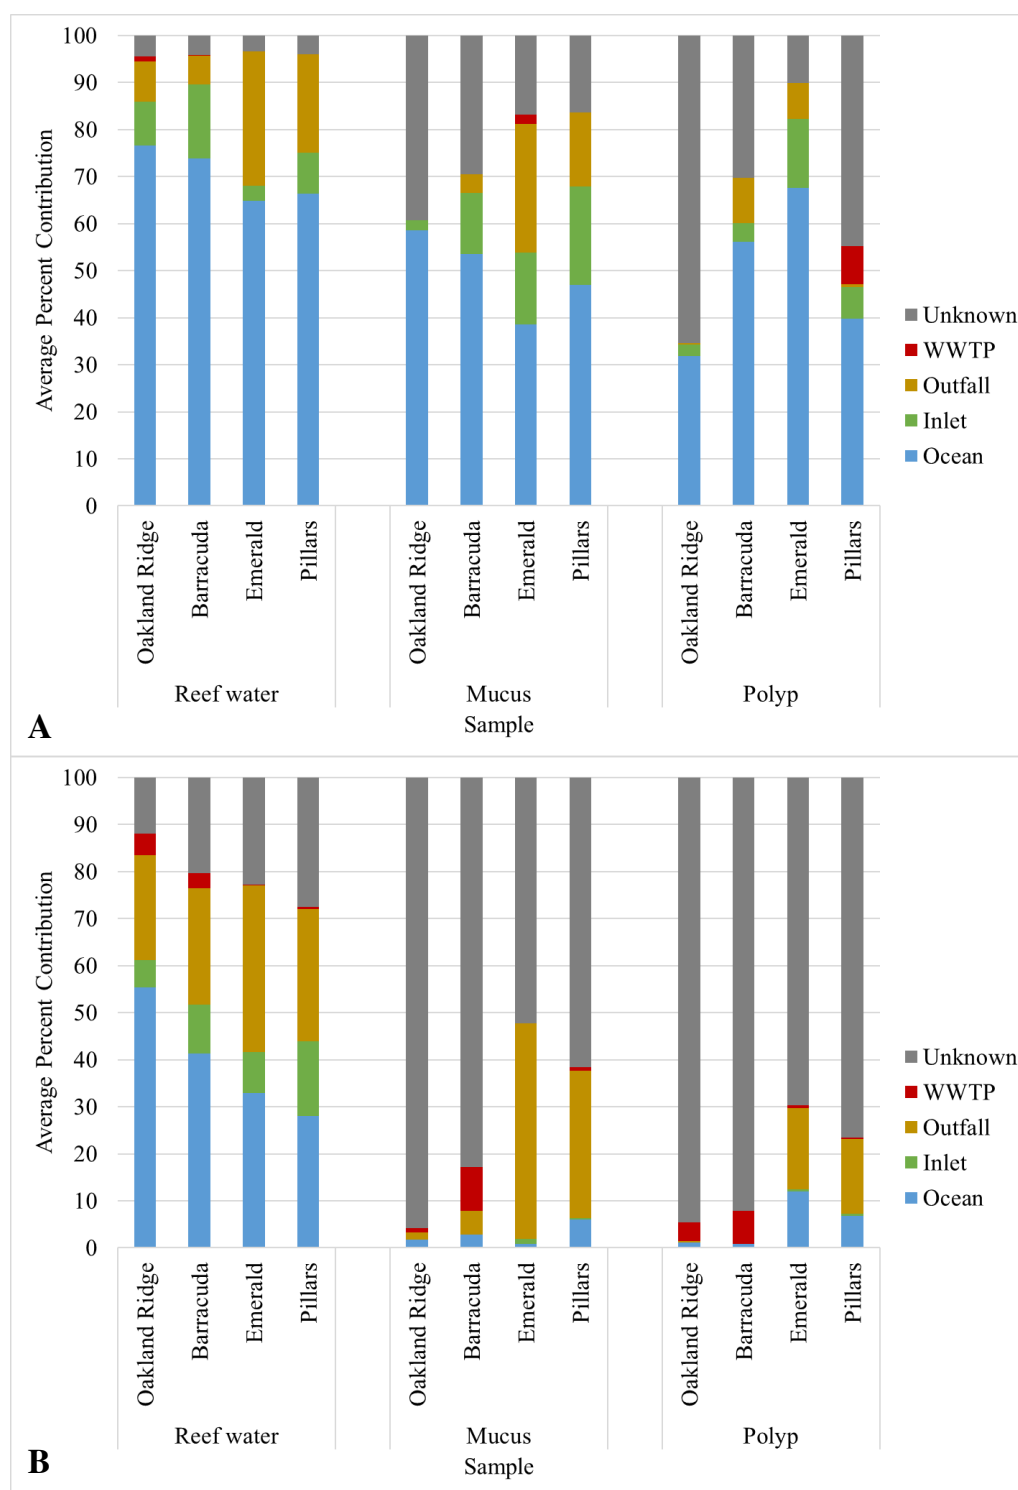 100
90
80
70
60
50
40
30
20
10
0
Average Percent Contribution
Oakland Ridge
Barracuda
Emerald
Pillars
Oakland Ridge
Barracuda
Emerald
Pillars
Oakland Ridge
Barracuda
Emerald
Pillars
Reef water
Mucus
Polyp
Sample
Unknown
WWTP
Outfall
Inlet
Ocean
A
100
90
80
70
60
50
40
30
20
10
0
Average Percent Contribution
Oakland Ridge
Barracuda
Emerald
Pillars
Oakland Ridge
Barracuda
Emerald
Pillars
Oakland Ridge
Barracuda
Emerald
Pillars
Reef water
Mucus
Polyp
Sample
Unknown
WWTP
Outfall
Inlet
Ocean
B